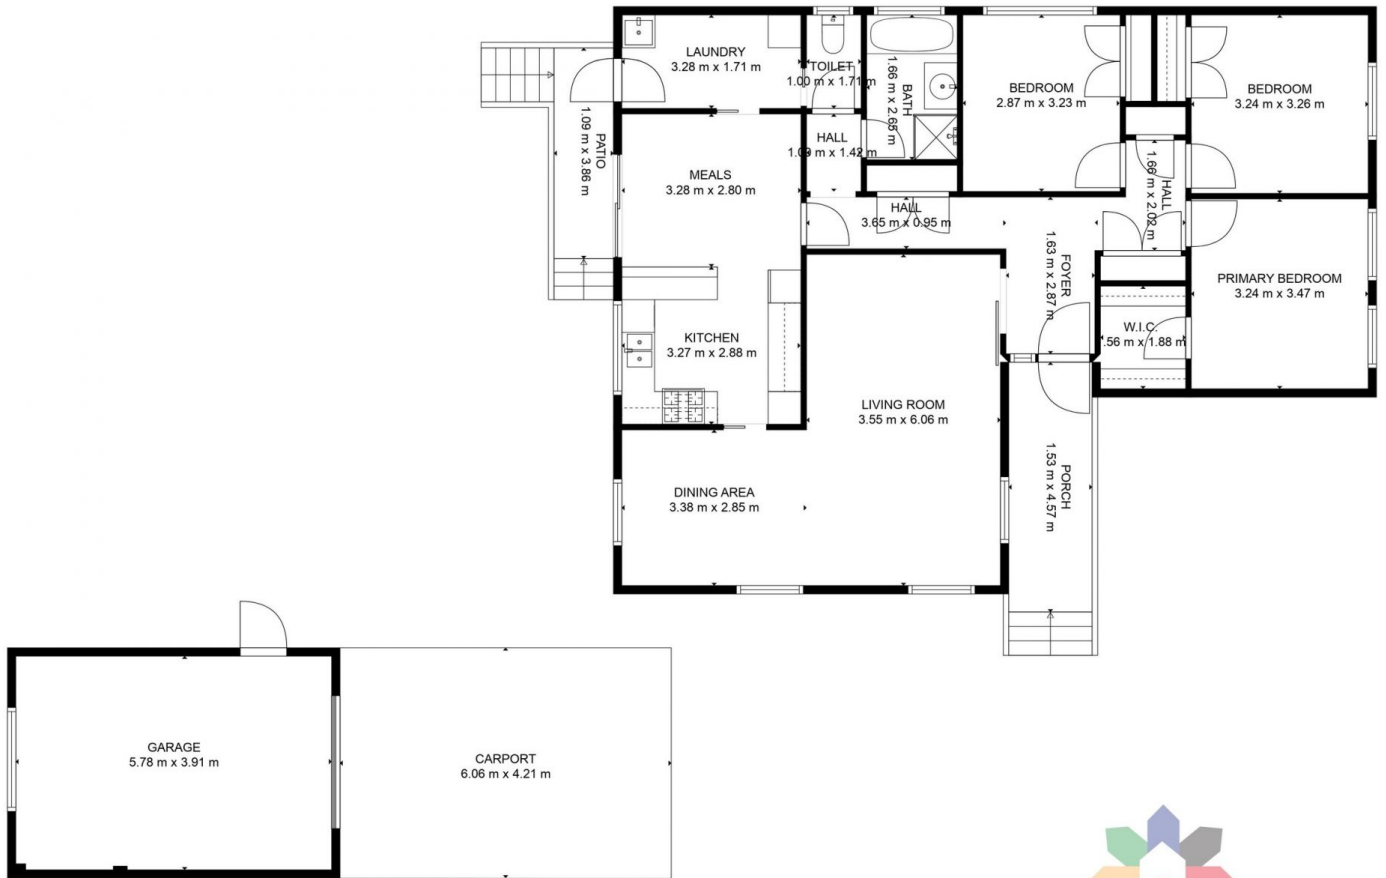 LAUNDRY
3.28 m x 1.71 m
TOILET
1.00 m x 1.71 m
BATH
1.66 m x 2.65 m
BEDROOM
2.87 m x 3.23 m
BEDROOM
3.24 m x 3.26 m
PATIO
1.09 m x 3.86 m
MEALS
3.28 m x 2.80 m
HALL
m x 1.42 m
HALL
3.65 m x 0.95 m
HALL
1.66 m x 2.02 m
FOYER
1.63 m x 2.87 m
PRIMARY BEDROOM
3.24 m x 3.47 m
W.I.C.
.56 m x 1.88 m
KITCHEN
3.27 m x 2.88 m
LIVING ROOM
3.55 m x 6.06 m
PORCH
1.53 m x 4.57 m
DINING AREA
3.38 m x 2.85 m
GARAGE
5.78 m x 3.91 m
CARPORT
6.06 m x 4.21 m